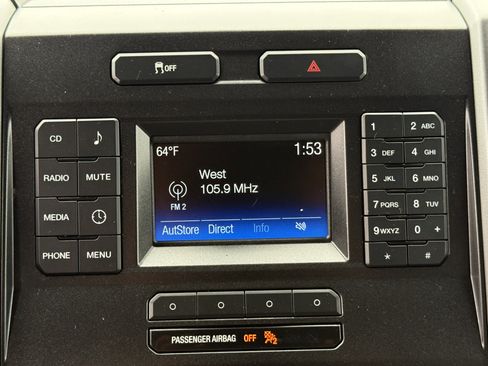 OFF
CD
RADIO MUTE
MEDIA
PHONE MENU
64°F 1:53
West
105.9 MHz
FM 2
AutStore Direct Info
1 2 ABC
3 DEF 4 GHI
5 JKL 6 MNO
7 PQRS 8 TUV
9 WXYZ 0 +
* #
PASSENGER AIRBAG OFF 2